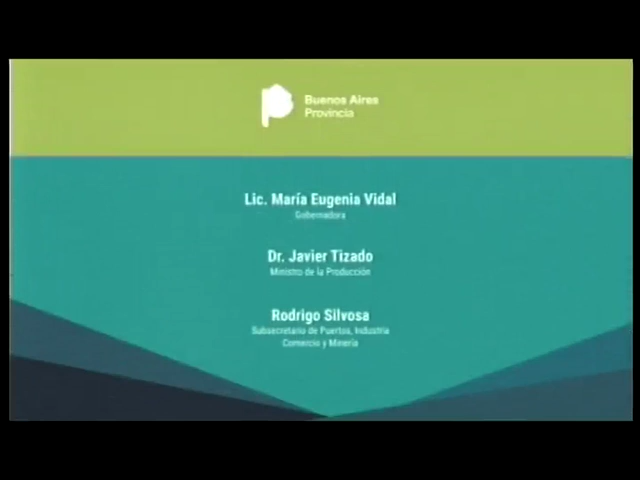 Buenos Aires
Provincia
Lic. María Eugenia Vidal
Gobernadora
Dr. Javier Tizado
Ministro de la Producción
Rodrigo Silvosa
Subsecretario de Puertos, Industria
Comercio y Minería